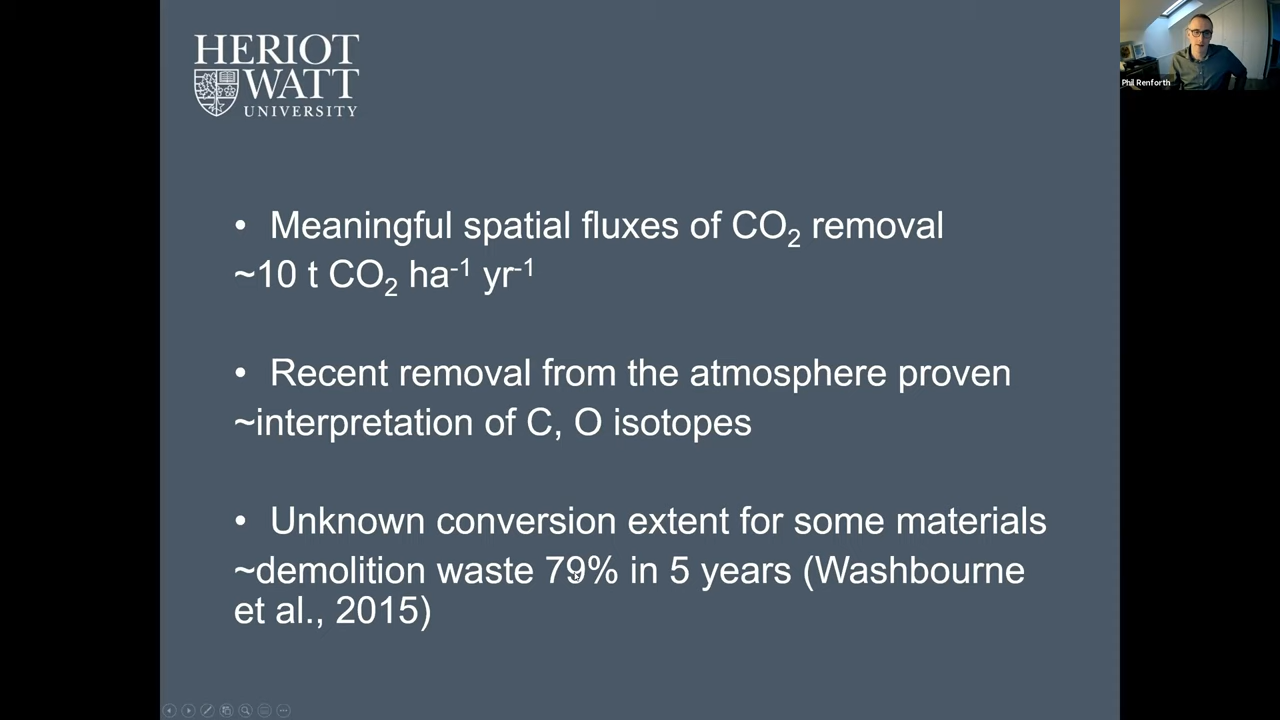 HERIOT
WATT
UNIVERSITY
Phil Renforth
• Meaningful spatial fluxes of CO₂ removal
~10 t CO₂ ha⁻¹ yr⁻¹
• Recent removal from the atmosphere proven
~interpretation of C, O isotopes
• Unknown conversion extent for some materials
~demolition waste 79% in 5 years (Washbourne
et al., 2015)